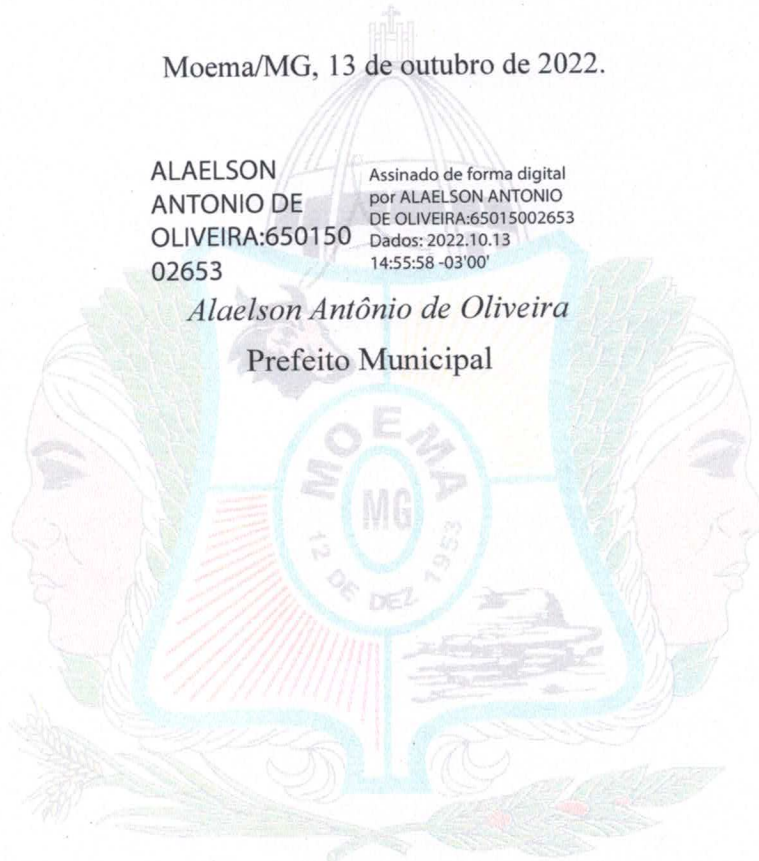 Moema/MG, 13 de outubro de 2022.
ALAELSON
ANTONIO DE
OLIVEIRA:650150
02653
Assinado de forma digital
por ALAELSON ANTONIO
DE OLIVEIRA:65015002653
Dados: 2022.10.13
14:55:58 -03'00'
Alaelson Antônio de Oliveira
Prefeito Municipal
MOEMA
MG
12 DE DEZ 1953